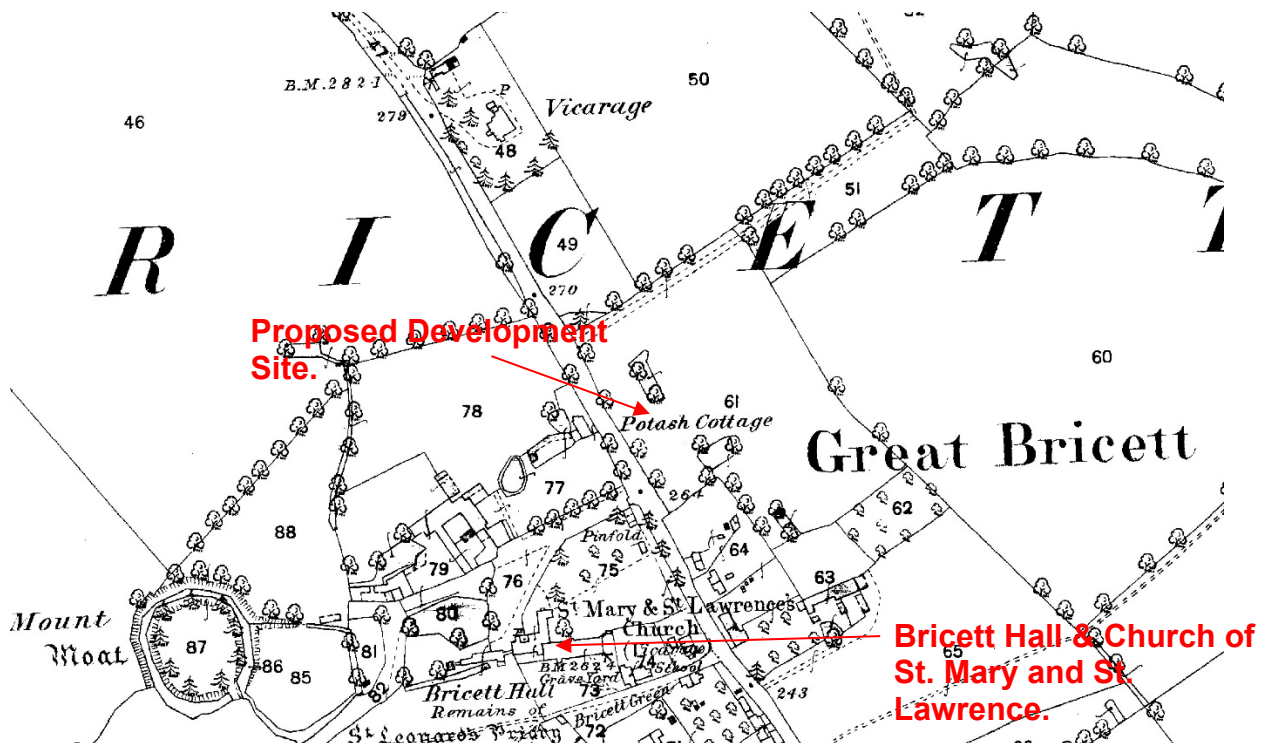 47
B.M.282·1
P
Vicarage
50
46
279
48
51
R I C E T T
49
270
Proposed Development
Site.
60
78
61
Potash Cottage
Great Bricett
264
77
62
Pinfold
88
79
76
75
64
63
80
St Mary & St Lawrence's
Church
(Vicarage)
Mount
Moat
87
86
85
81
82
74
School
B.M.262·4
Grave Yard
Bricett Hall & Church of
St. Mary and St.
Lawrence.
65
Bricett Hall
Remains of
St Leonard's Priory
73
Bricett Green
243
72